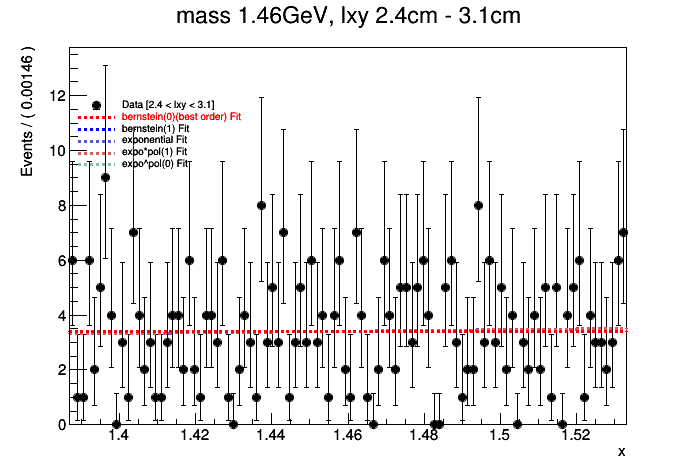 mass 1.46GeV, lxy 2.4cm - 3.1cm
Events / ( 0.00146 )
12
10
8
6
4
2
0
Data [2.4 < lxy < 3.1]
bernstein(0)(best order) Fit
bernstein(1) Fit
exponential Fit
expo*pol(1) Fit
expo^pol(0) Fit
1.4 1.42 1.44 1.46 1.48 1.5 1.52
x